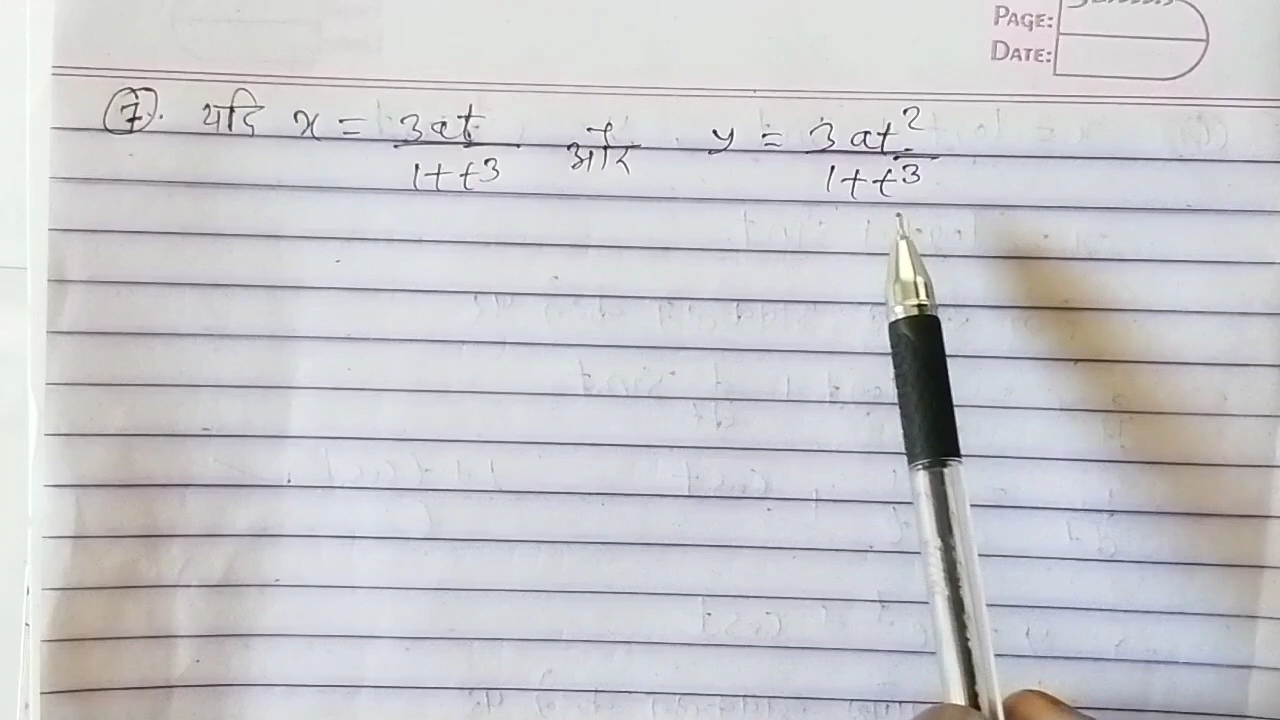 PAGE:
DATE:
(7). यदि x = 3at/1+t3 और y = 3at2/1+t3